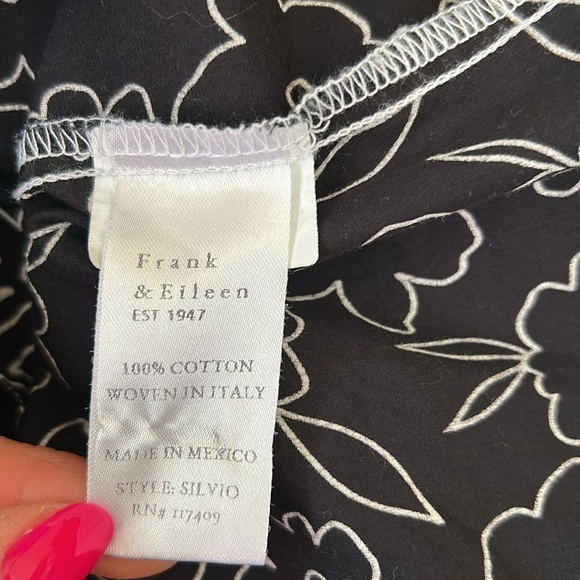 Frank
& Eileen
EST 1947
100% COTTON
WOVEN IN ITALY
MADE IN MEXICO
STYLE: SILVIO
RN# 117409